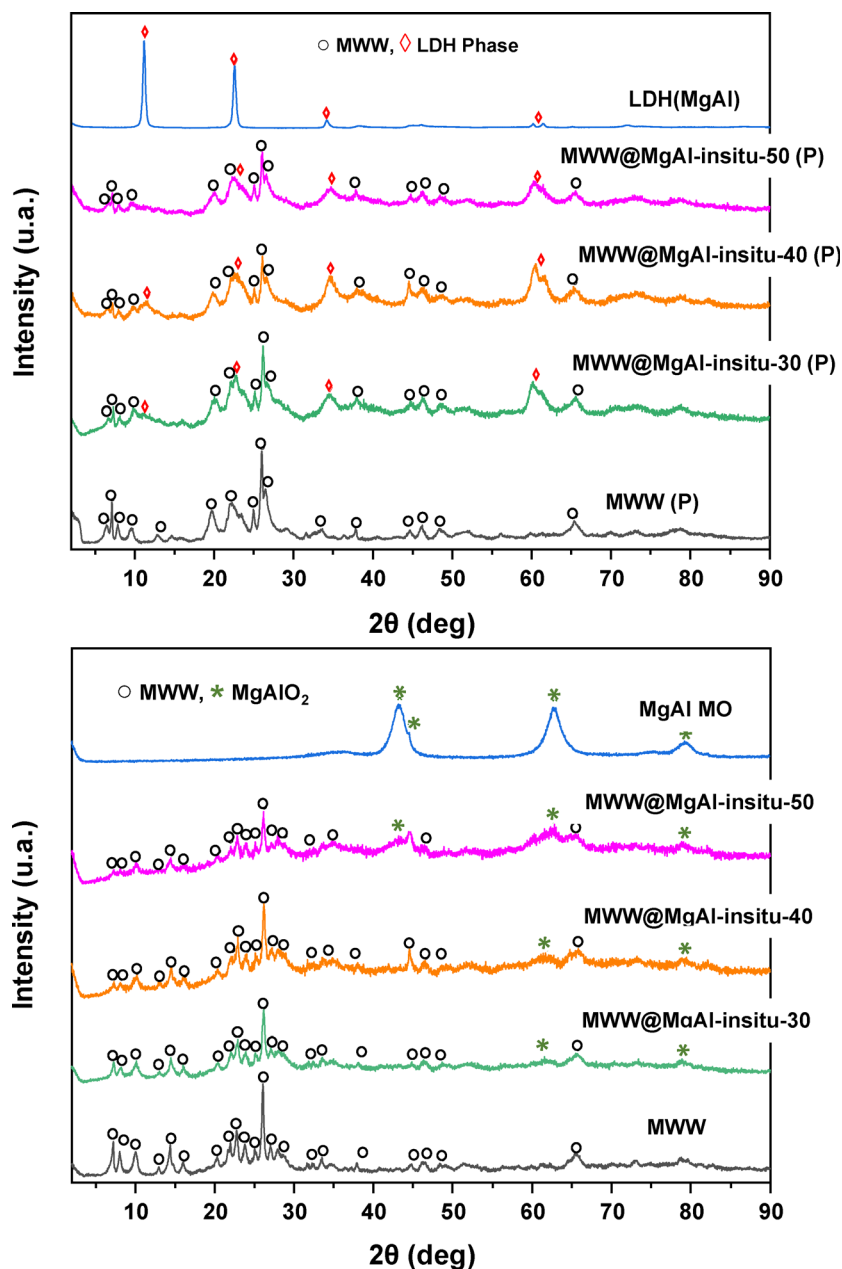 ○ MWW, ◊ LDH Phase
LDH(MgAl)
MWW@MgAl-insitu-50 (P)
MWW@MgAl-insitu-40 (P)
MWW@MgAl-insitu-30 (P)
MWW (P)
Intensity (u.a.)
10 20 30 40 50 60 70 80 90
2θ (deg)
○ MWW, * MgAlO₂
MgAl MO
MWW@MgAl-insitu-50
MWW@MgAl-insitu-40
MWW@MgAl-insitu-30
MWW
Intensity (u.a.)
10 20 30 40 50 60 70 80 90
2θ (deg)